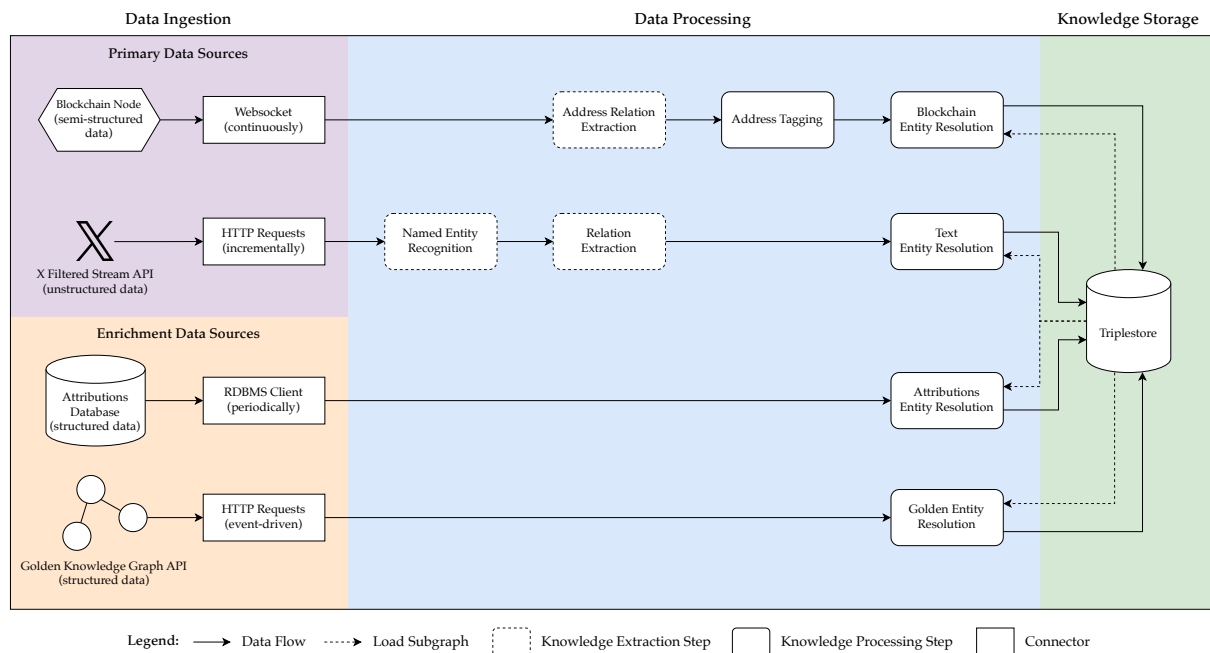 Data Ingestion
Data Processing
Knowledge Storage
Primary Data Sources
Blockchain Node
(semi-structured
data)
Websocket
(continuously)
Address Relation
Extraction
Address Tagging
Blockchain
Entity Resolution
X Filtered Stream API
(unstructured data)
HTTP Requests
(incrementally)
Named Entity
Recognition
Relation
Extraction
Text
Entity Resolution
Triplestore
Enrichment Data Sources
Attributions
Database
(structured data)
RDBMS Client
(periodically)
Attributions
Entity Resolution
Golden Knowledge Graph API
(structured data)
HTTP Requests
(event-driven)
Golden Entity
Resolution
Legend: Data Flow Load Subgraph Knowledge Extraction Step Knowledge Processing Step Connector